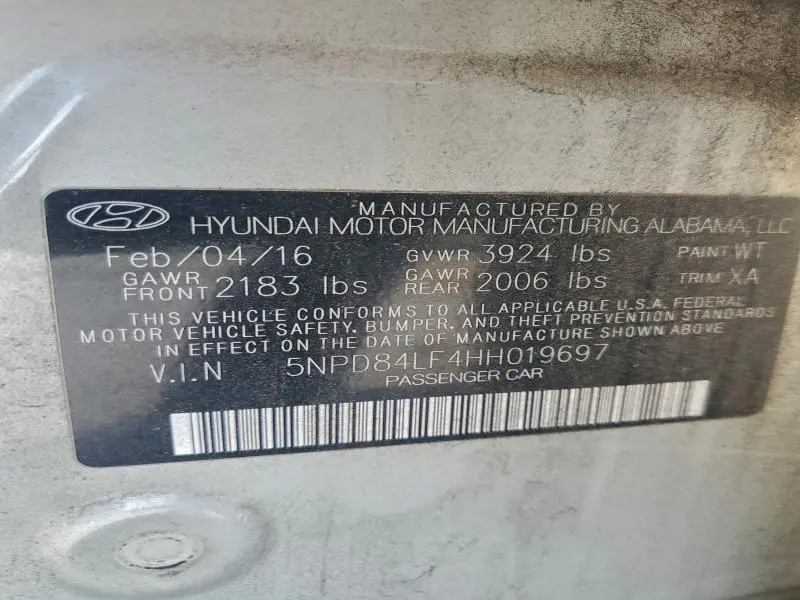 MANUFACTURED BY
HYUNDAI MOTOR MANUFACTURING ALABAMA, LLC
Feb/04/16 GVWR 3924 lbs PAINT WT
GAWR FRONT 2183 lbs GAWR REAR 2006 lbs TRIM XA
THIS VEHICLE CONFORMS TO ALL APPLICABLE U.S.A. FEDERAL
MOTOR VEHICLE SAFETY, BUMPER, AND THEFT PREVENTION STANDARDS
IN EFFECT ON THE DATE OF MANUFACTURE SHOWN ABOVE
V.I.N 5NPD84LF4HH019697
PASSENGER CAR